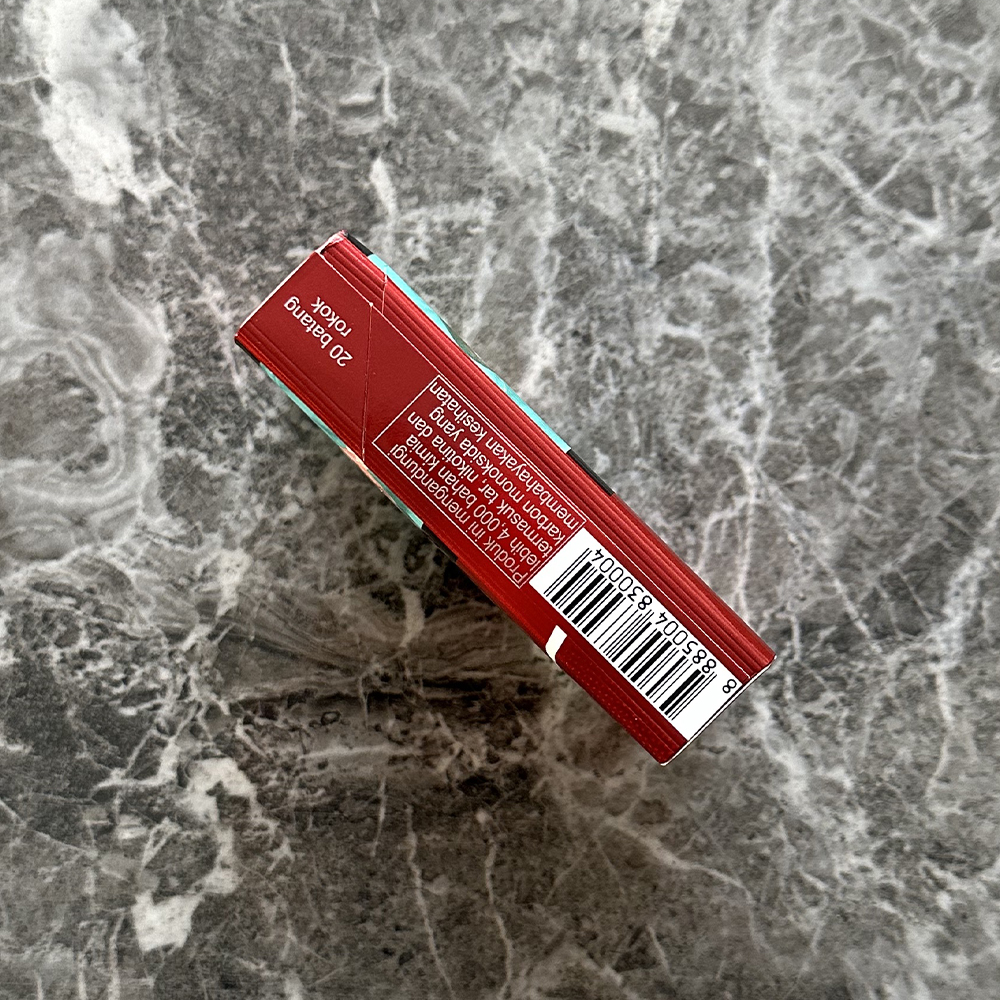 20 batang
rokok
Produk ini mengandungi
lebih 4,000 bahan kimia
termasuk tar, nikotina dan
karbon monoksida yang
membahayakan kesihatan
8 885004 830004